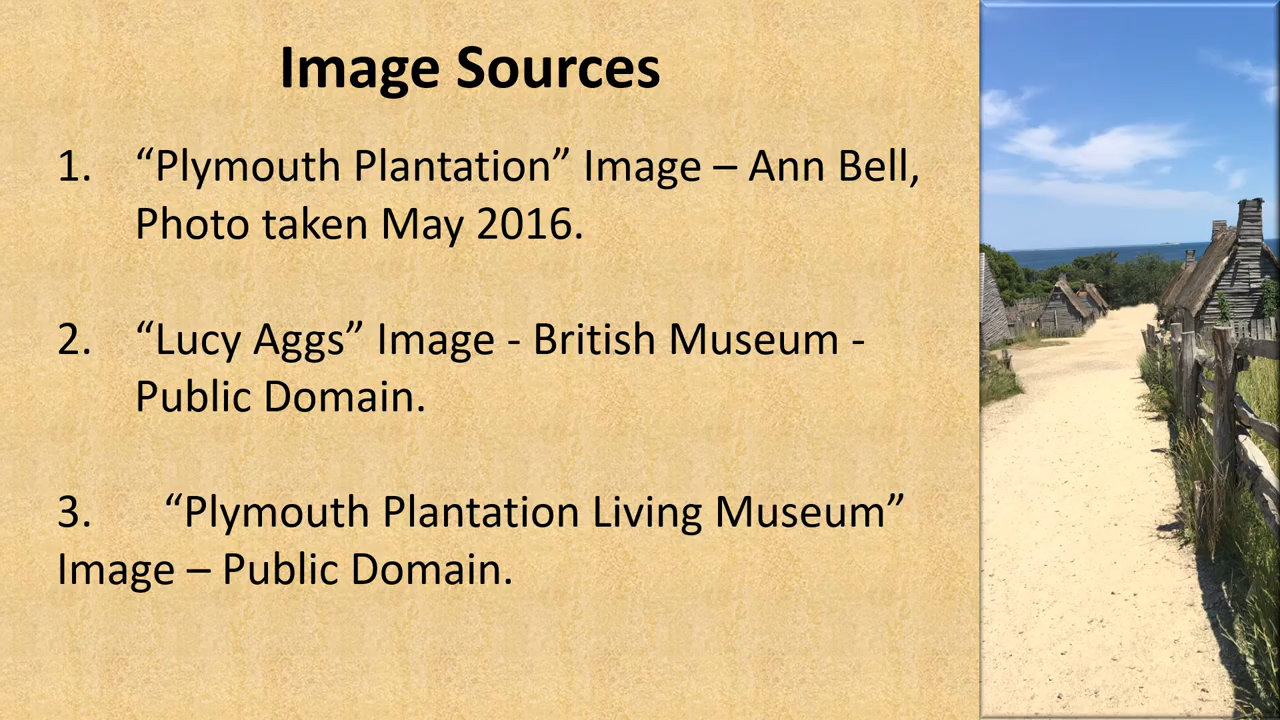 Image Sources
1. “Plymouth Plantation” Image – Ann Bell,
Photo taken May 2016.
2. “Lucy Aggs” Image - British Museum -
Public Domain.
3. “Plymouth Plantation Living Museum”
Image – Public Domain.